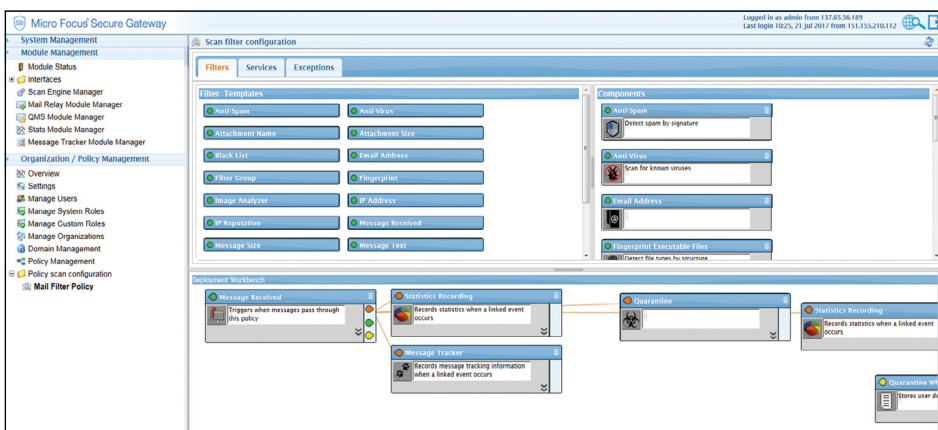 Micro Focus Secure Gateway
Logged in as admin from 137.65.56.189
Last login 10:25, 21 Jul 2017 from 151.155.210.112
System Management
Module Management
Module Status
Interfaces
Scan Engine Manager
Mail Relay Module Manager
QMS Module Manager
Stats Module Manager
Message Tracker Module Manager
Organization / Policy Management
Overview
Settings
Manage Users
Manage System Roles
Manage Custom Roles
Manage Organizations
Domain Management
Policy Management
Policy scan configuration
Mail Filter Policy
Scan filter configuration
Filters Services Exceptions
Filter Templates
Anti-Spam Anti-Virus
Attachment Name Attachment Size
Black List Email Address
Filter Group Fingerprint
Image Analyzer IP Address
IP Reputation Message Received
Message Size Message Text
Components
Anti-Spam
Detect spam by signature
Anti Virus
Scan for known viruses
Email Address
Fingerprint Executable Files
Detect file types by structure
Deployment Workbench
Message Received
Triggers when messages pass through
this policy
Statistics Recording
Records statistics when a linked event
occurs
Message Tracker
Records message tracking information
when a linked event occurs
Quarantine
Statistics Recording
Records statistics when a linked event
occurs
Quarantine Wh
Stores user de